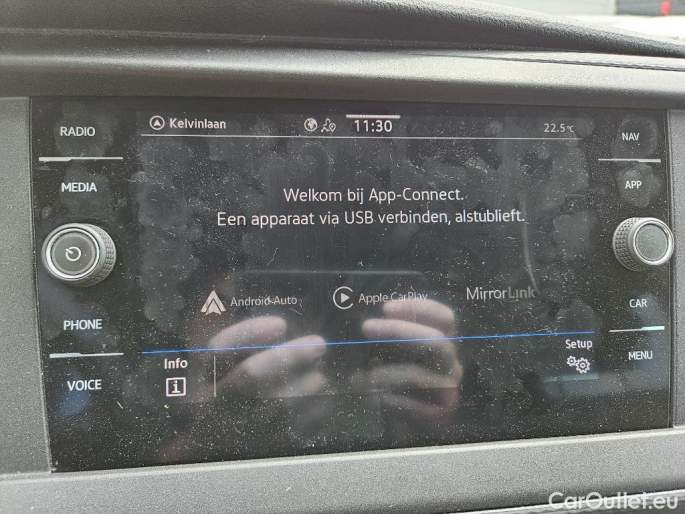 RADIO
MEDIA
PHONE
VOICE
Kelvinlaan
11:30
22.5°C
Welkom bij App-Connect.
Een apparaat via USB verbinden, alstublieft.
Android Auto
Apple CarPlay
MirrorLink
Info
Setup
NAV
APP
CAR
MENU
CarOutlet.eu